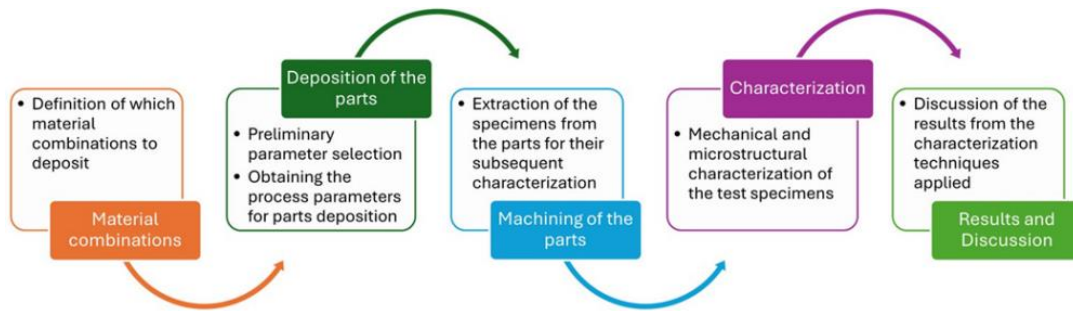 • Definition of which
material
combinations to
deposit
Material
combinations
Deposition of the
parts
• Preliminary
parameter selection
• Obtaining the
process parameters
for parts deposition
• Extraction of the
specimens from
the parts for their
subsequent
characterization
Machining of the
parts
Characterization
• Mechanical and
microstructural
characterization of
the test specimens
• Discussion of the
results from the
characterization
techniques
applied
Results and
Discussion